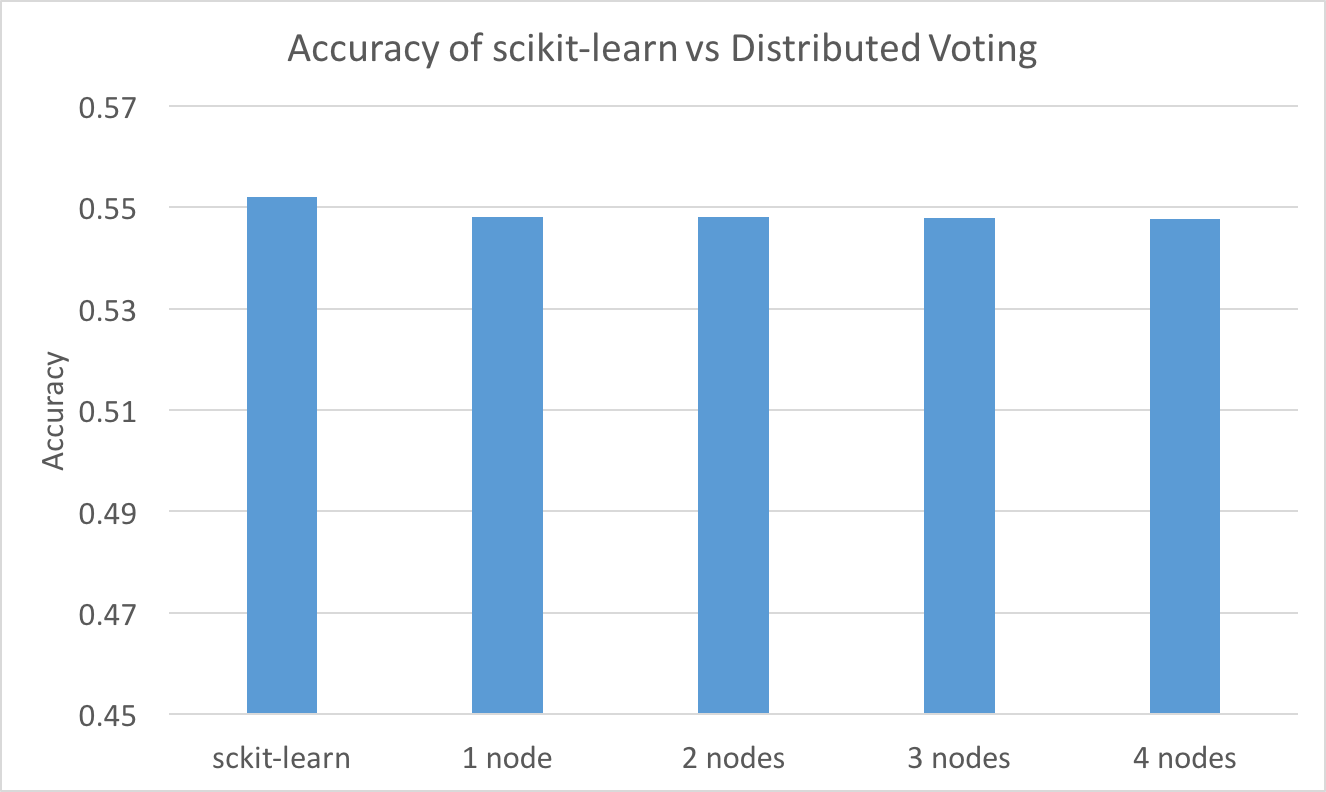 Accuracy of scikit-learn vs Distributed Voting
0.57
0.55
0.53
0.51
0.49
0.47
0.45
Accuracy
sckit-learn
1 node
2 nodes
3 nodes
4 nodes